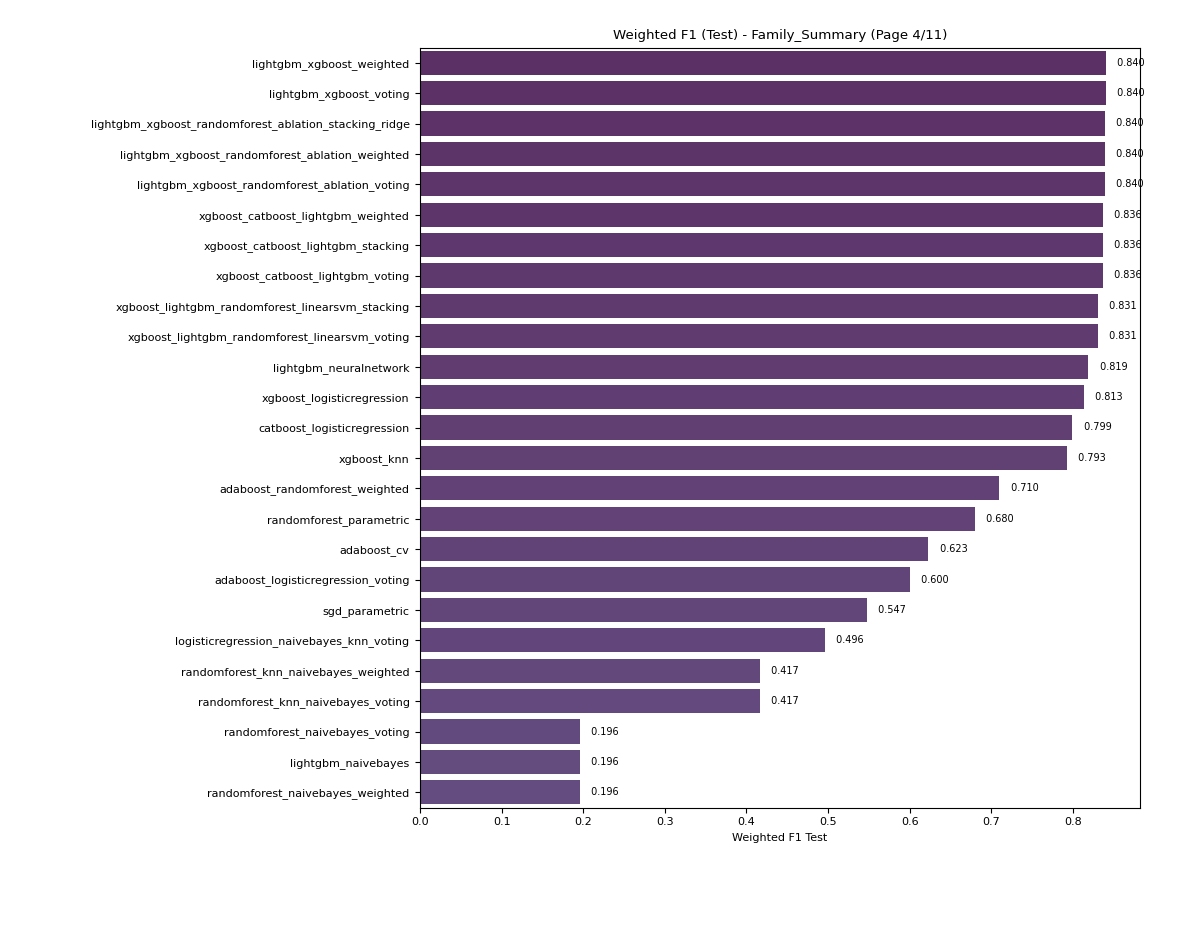 Weighted F1 (Test) - Family_Summary (Page 4/11)
lightgbm_xgboost_weighted 0.840
lightgbm_xgboost_voting 0.840
lightgbm_xgboost_randomforest_ablation_stacking_ridge 0.840
lightgbm_xgboost_randomforest_ablation_weighted 0.840
lightgbm_xgboost_randomforest_ablation_voting 0.840
xgboost_catboost_lightgbm_weighted 0.836
xgboost_catboost_lightgbm_stacking 0.836
xgboost_catboost_lightgbm_voting 0.836
xgboost_lightgbm_randomforest_linearsvm_stacking 0.831
xgboost_lightgbm_randomforest_linearsvm_voting 0.831
lightgbm_neuralnetwork 0.819
xgboost_logisticregression 0.813
catboost_logisticregression 0.799
xgboost_knn 0.793
adaboost_randomforest_weighted 0.710
randomforest_parametric 0.680
adaboost_cv 0.623
adaboost_logisticregression_voting 0.600
sgd_parametric 0.547
logisticregression_naivebayes_knn_voting 0.496
randomforest_knn_naivebayes_weighted 0.417
randomforest_knn_naivebayes_voting 0.417
randomforest_naivebayes_voting 0.196
lightgbm_naivebayes 0.196
randomforest_naivebayes_weighted 0.196
0.0 0.1 0.2 0.3 0.4 0.5 0.6 0.7 0.8
Weighted F1 Test